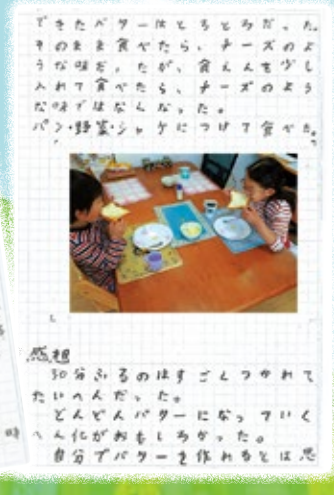 できたバターはとろとろだった。
そのまま食べたら、チーズのよ
うな味だ。たが、食えんを少し
入れて食べたら、チーズのよう
な味ではなくなった。
パン・野菜・シャケにつけて食べた。
感想
30分ふるのはすごくつかれて
たいへんだった。
どんどんバターになっていく
へん化がおもしろかった。
自分でバターを作れるとは思
時